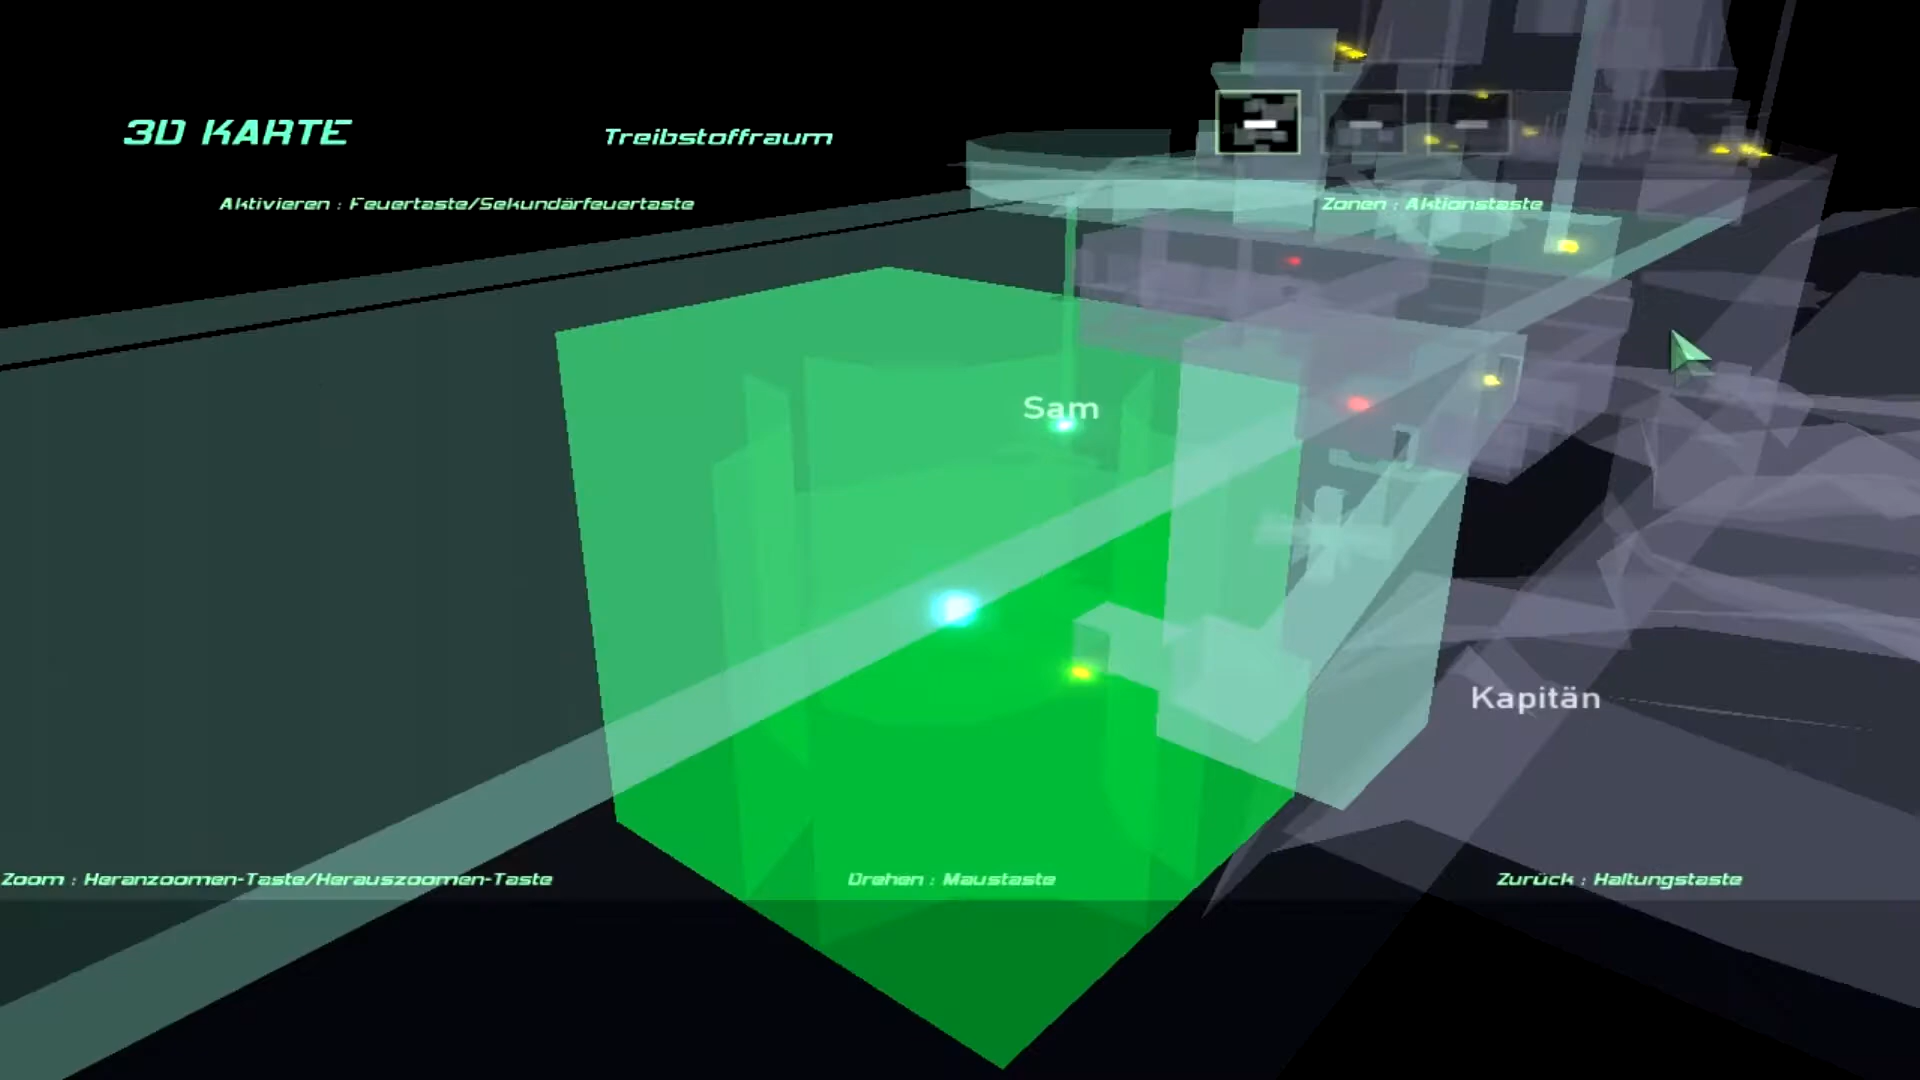 3D KARTE
Treibstoffraum
Aktivieren : Feuertaste/Sekundärfeuertaste
Zonen : Aktionstaste
Sam
Kapitän
Zoom : Heranzoomen-Taste/Herauszoomen-Taste
Drehen : Maustaste
Zurück : Haltungstaste